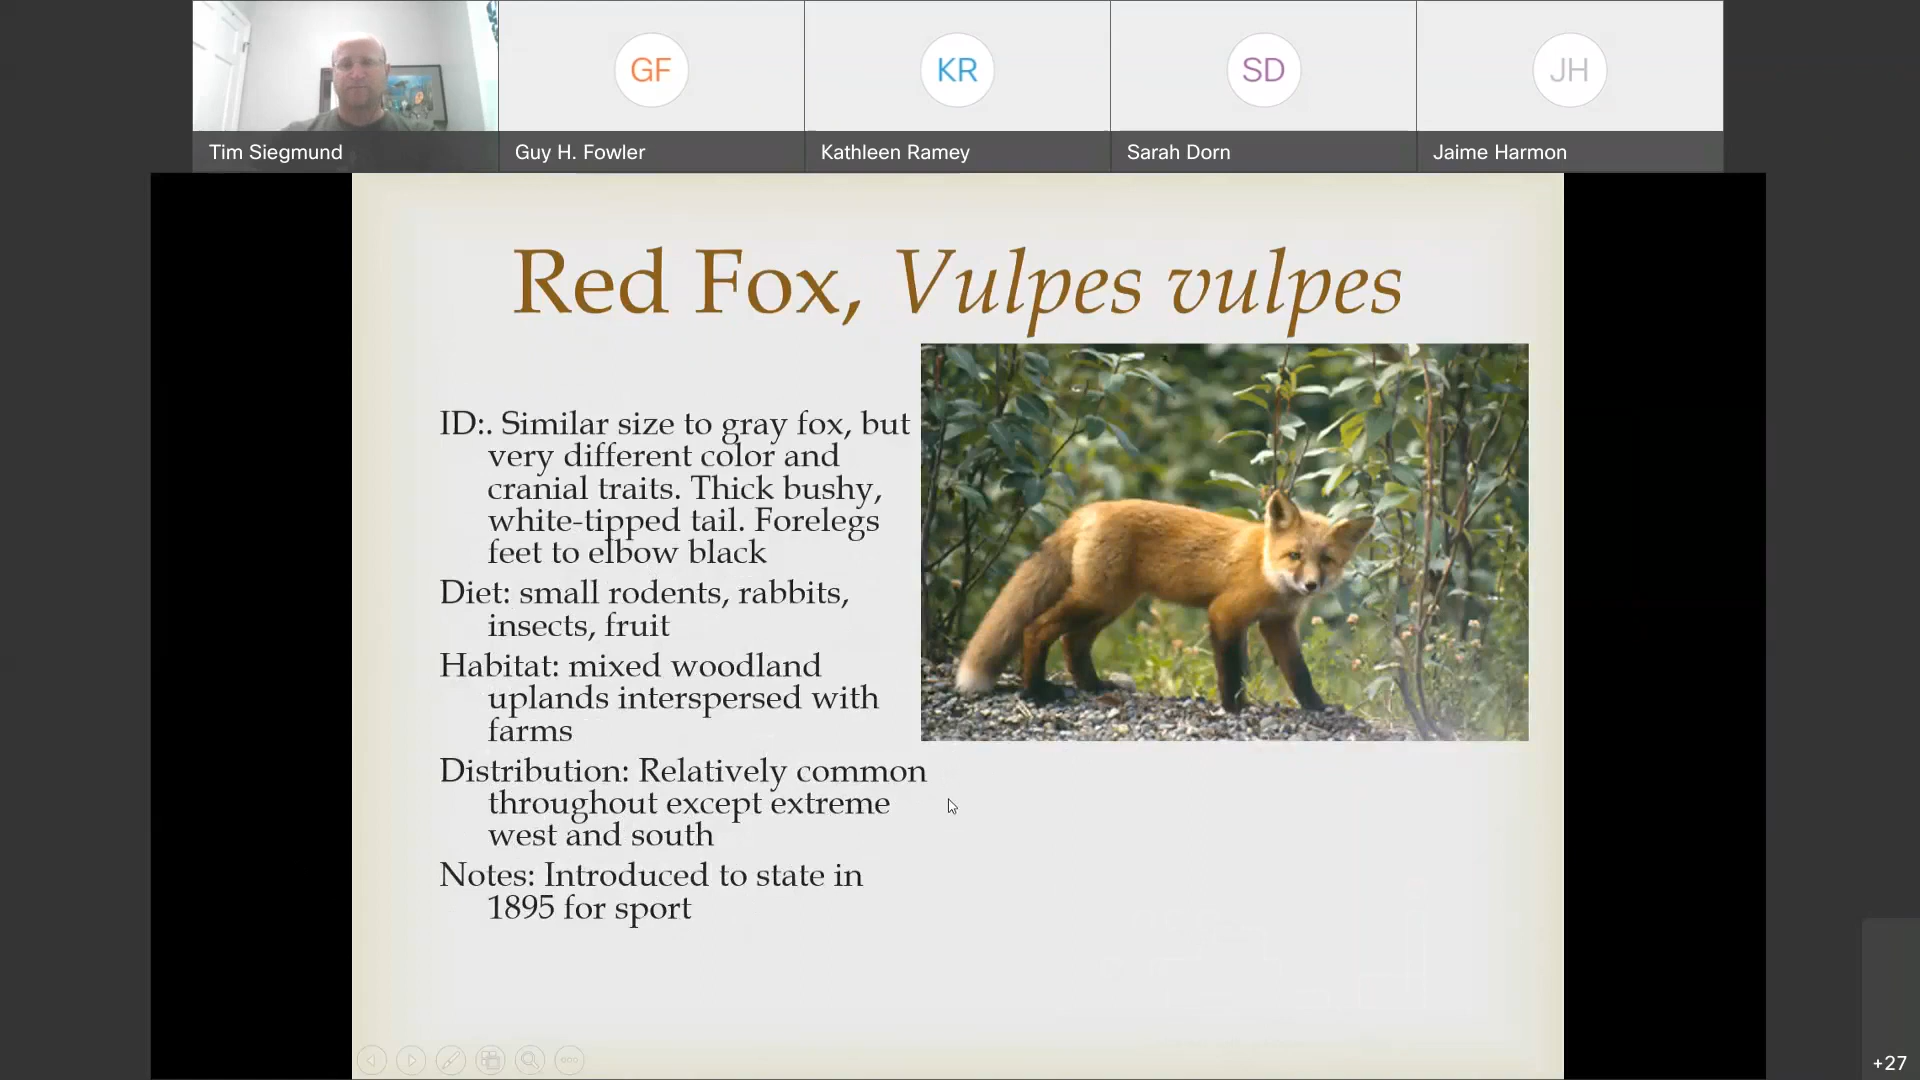 GF
KR
SD
JH
Tim Siegmund
Guy H. Fowler
Kathleen Ramey
Sarah Dorn
Jaime Harmon
Red Fox, Vulpes vulpes
ID:. Similar size to gray fox, but
very different color and
cranial traits. Thick bushy,
white-tipped tail. Forelegs
feet to elbow black
Diet: small rodents, rabbits,
insects, fruit
Habitat: mixed woodland
uplands interspersed with
farms
Distribution: Relatively common
throughout except extreme
west and south
Notes: Introduced to state in
1895 for sport
+27